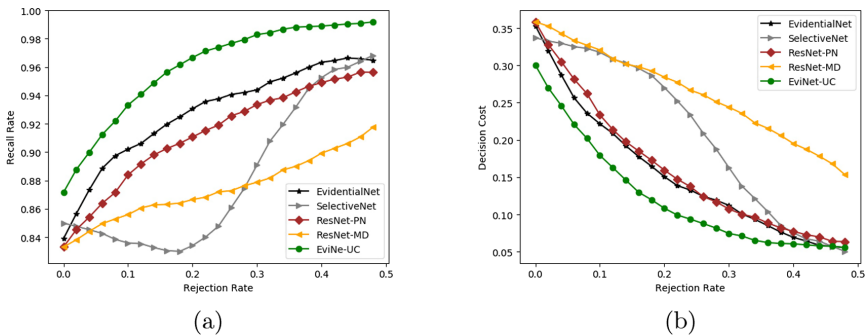 1.00
0.98
0.96
0.94
0.92
0.90
0.88
0.86
0.84
Recall Rate
0.0 0.1 0.2 0.3 0.4 0.5
Rejection Rate
EvidentialNet
SelectiveNet
ResNet-PN
ResNet-MD
EviNe-UC
(a)
0.35
0.30
0.25
0.20
0.15
0.10
0.05
Decision Cost
0.0 0.1 0.2 0.3 0.4 0.5
Rejection Rate
EvidentialNet
SelectiveNet
ResNet-PN
ResNet-MD
EviNet-UC
(b)